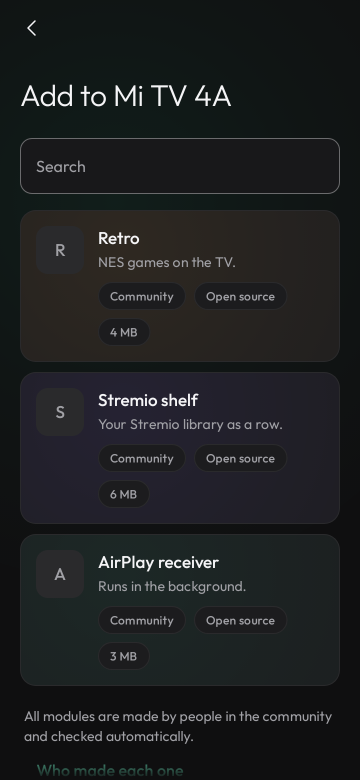 Add to Mi TV 4A
Search
R
Retro
NES games on the TV.
Community
Open source
4 MB
S
Stremio shelf
Your Stremio library as a row.
Community
Open source
6 MB
A
AirPlay receiver
Runs in the background.
Community
Open source
3 MB
All modules are made by people in the community
and checked automatically.
Who made each one